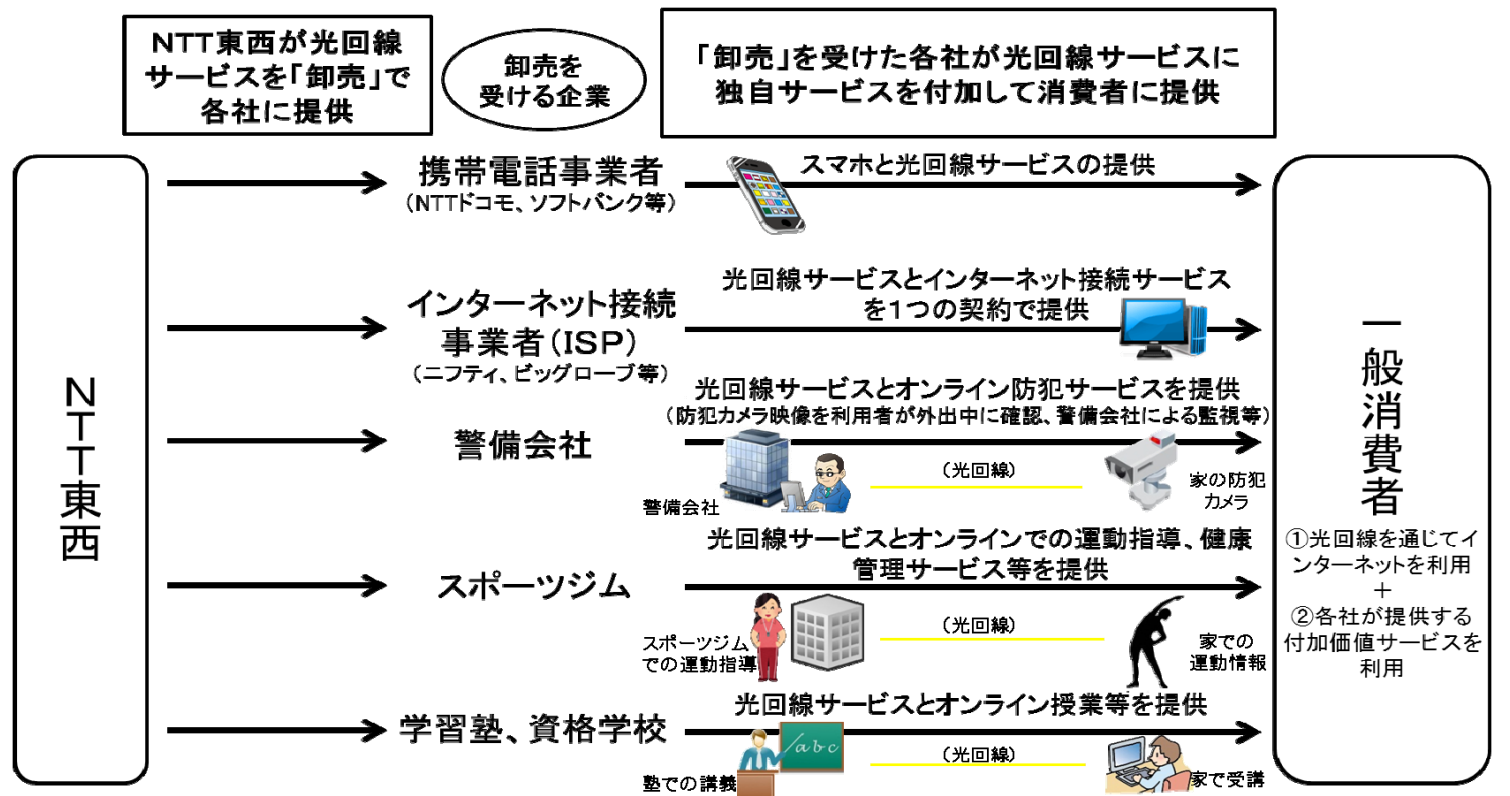 NTT東西が光回線
サービスを「卸売」で
各社に提供
卸売を
受ける企業
「卸売」を受けた各社が光回線サービスに
独自サービスを付加して消費者に提供
NTT東西
携帯電話事業者
(NTTドコモ、ソフトバンク等)
スマホと光回線サービスの提供
インターネット接続
事業者(ISP)
(ニフティ、ビッグローブ等)
光回線サービスとインターネット接続サービス
を1つの契約で提供
警備会社
光回線サービスとオンライン防犯サービスを提供
(防犯カメラ映像を利用者が外出中に確認、警備会社による監視等)
警備会社
(光回線)
家の防犯
カメラ
スポーツジム
光回線サービスとオンラインでの運動指導、健康
管理サービス等を提供
スポーツジム
での運動指導
(光回線)
家での
運動情報
学習塾、資格学校
光回線サービスとオンライン授業等を提供
abc
塾での講義
(光回線)
家で受講
一般消費者
①光回線を通じてイ
ンターネットを利用
+
②各社が提供する
付加価値サービスを
利用